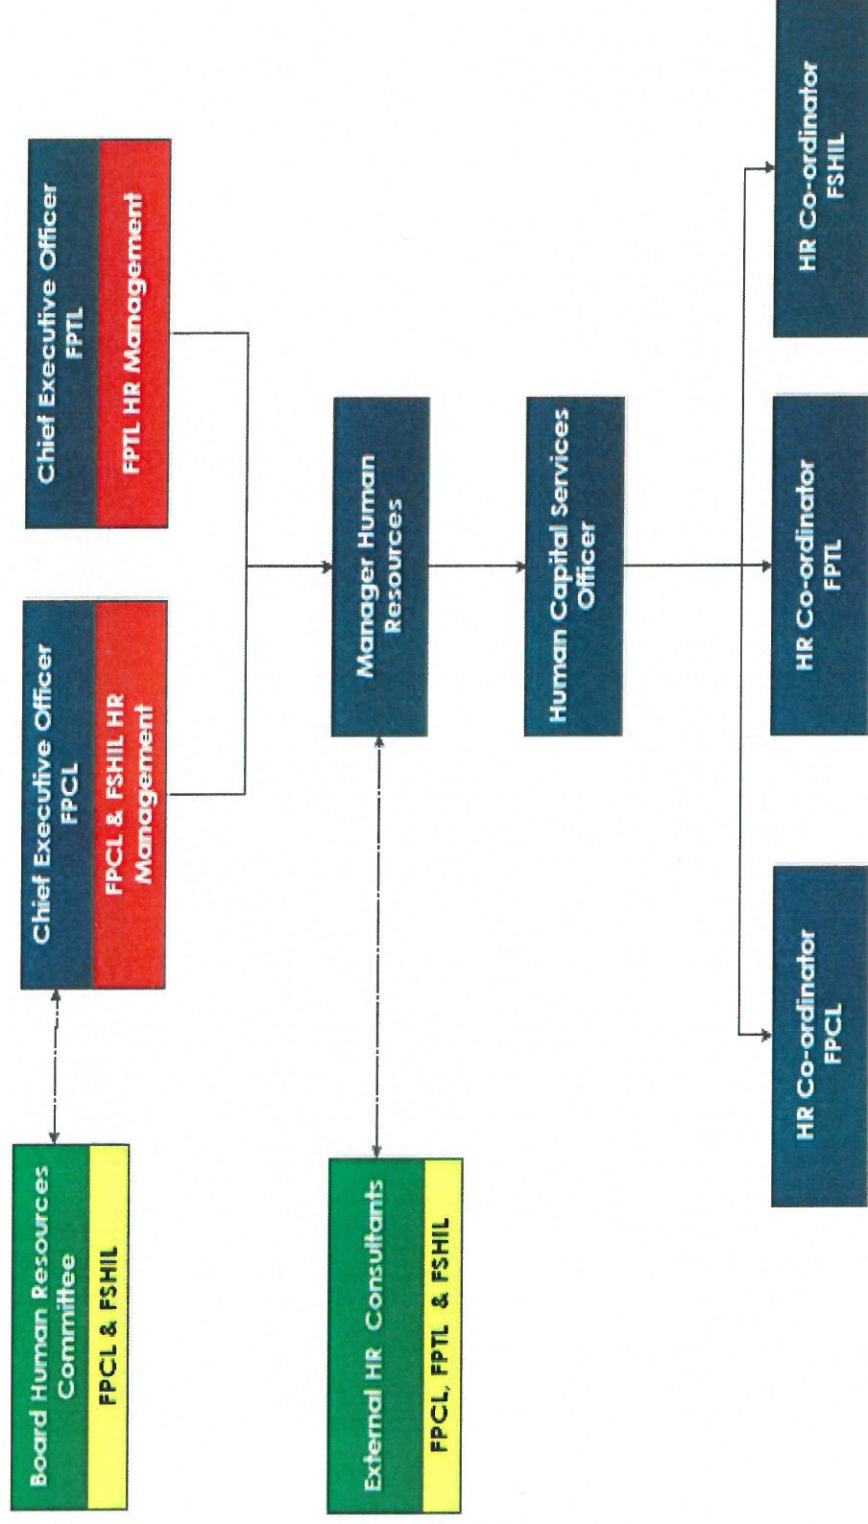 Board Human Resources
Committee
FPCL & FSHIL
Chief Executive Officer
FPCL
FPCL & FSHIL HR
Management
Chief Executive Officer
FPTL
FPTL HR Management
External HR Consultants
FPCL, FPTL & FSHIL
Manager Human
Resources
Human Capital Services
Officer
HR Co-ordinator
FPCL
HR Co-ordinator
FPTL
HR Co-ordinator
FSHIL